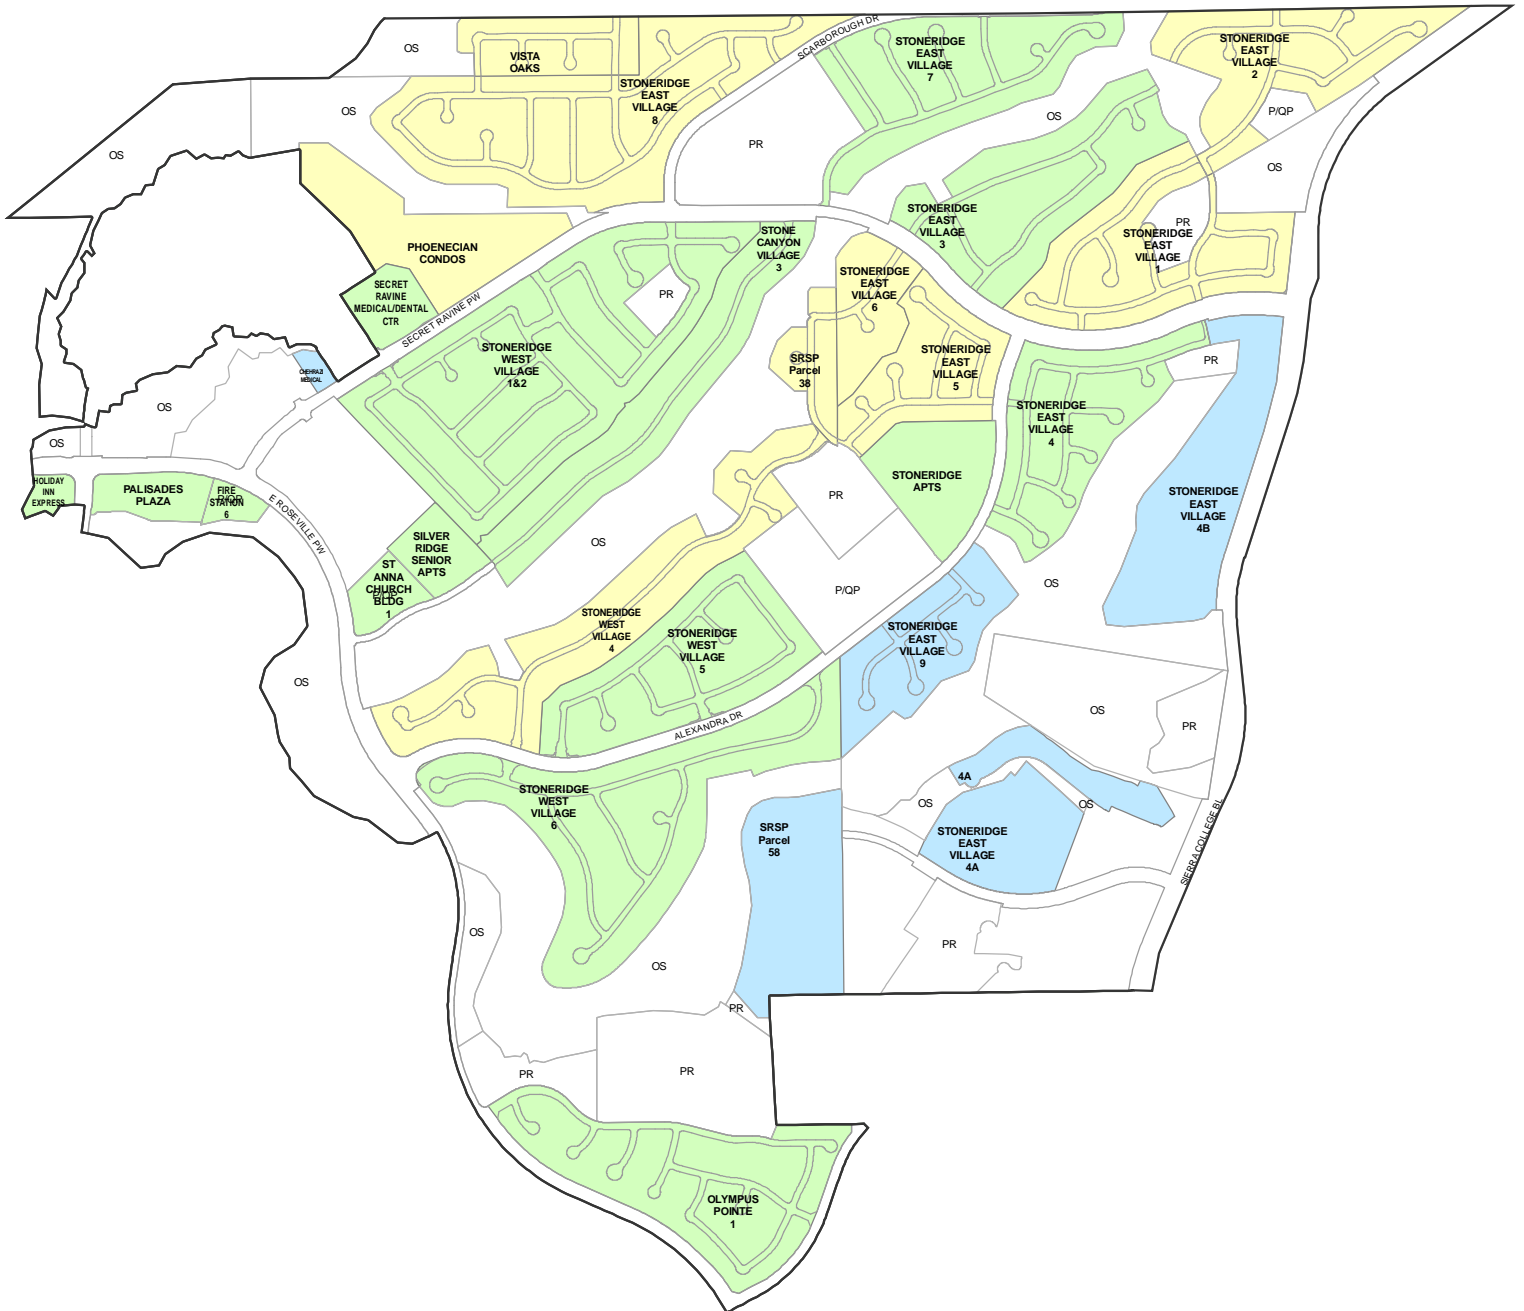 OS
VISTA
OAKS
SCARBOROUGH DR
STONERIDGE
EAST
VILLAGE
7
STONERIDGE
EAST
VILLAGE
2
STONERIDGE
EAST
VILLAGE
8
OS
P/QP
OS
PR
OS
OS
STONERIDGE
EAST
VILLAGE
3
PR
STONERIDGE
EAST
VILLAGE
1
PHOENECIAN
CONDOS
STONE
CANYON
VILLAGE
3
SECRET
RAVINE
MEDICAL/DENTAL
CTR
STONERIDGE
EAST
VILLAGE
6
PR
SECRET RAVINE PW
STONERIDGE
WEST
VILLAGE
1&2
SRSP
Parcel
38
STONERIDGE
EAST
VILLAGE
5
PR
CHEHRAZI
MEDICAL
OS
STONERIDGE
EAST
VILLAGE
4
OS
HOLIDAY
INN
EXPRESS
PALISADES
PLAZA
FIRE
STATION
6
P/QP
E ROSEVILLE PW
STONERIDGE
APTS
PR
STONERIDGE
EAST
VILLAGE
4B
SILVER
RIDGE
SENIOR
APTS
OS
ST
ANNA
CHURCH
BLDG
1
P/QP
P/QP
OS
STONERIDGE
WEST
VILLAGE
4
STONERIDGE
WEST
VILLAGE
5
STONERIDGE
EAST
VILLAGE
9
OS
OS
PR
ALEXANDRA DR
STONERIDGE
WEST
VILLAGE
6
4A
OS
OS
SRSP
Parcel
58
STONERIDGE
EAST
VILLAGE
4A
SIERRA COLLEGE BL
OS
PR
OS
PR
PR
PR
OLYMPUS
POINTE
1